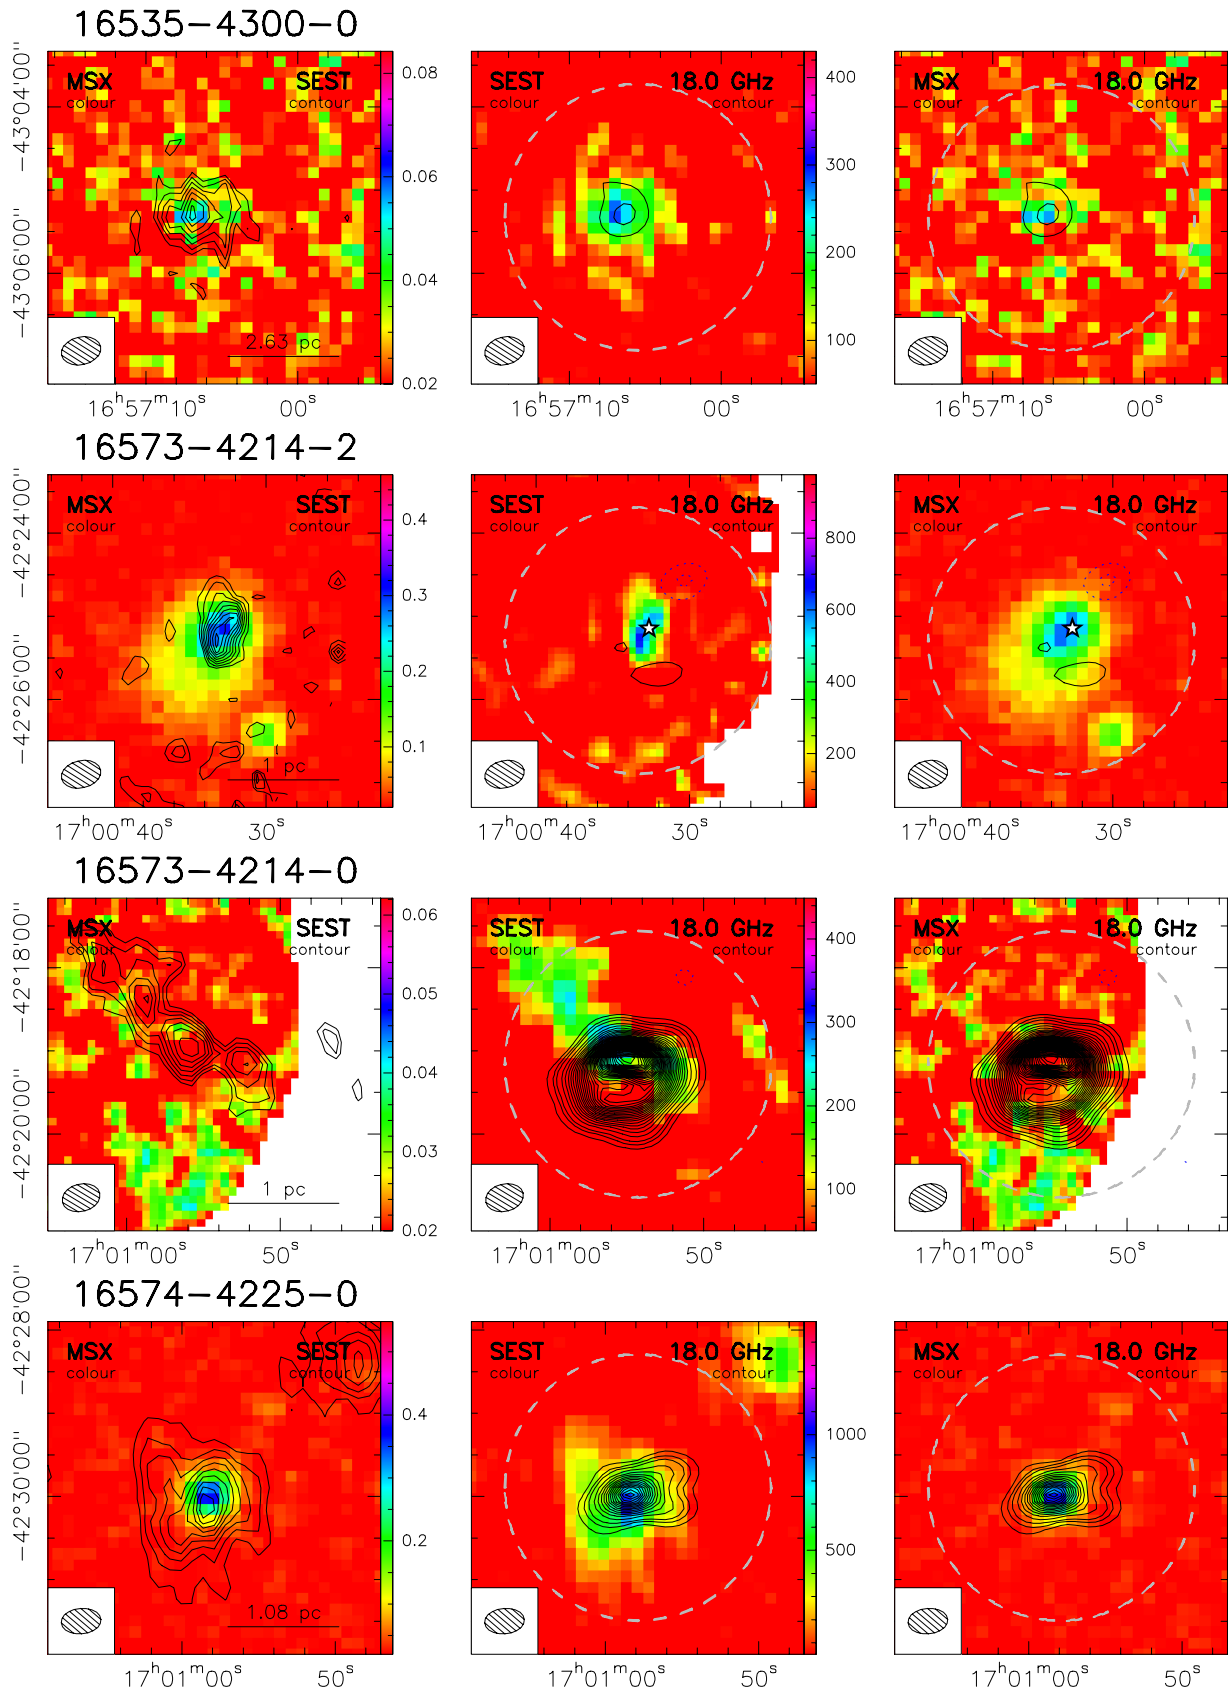 16535−4300−0
MSX SEST
colour contour
0.08
0.06
0.04
0.02
2.63 pc
−43°04'00''
−43°06'00''
16h57m10s 00s
SEST 18.0 GHz
colour contour
400
300
200
100
16h57m10s 00s
MSX 18.0 GHz
colour contour
16h57m10s 00s
16573−4214−2
MSX SEST
colour contour
0.4
0.3
0.2
0.1
1 pc
−42°24'00''
−42°26'00''
17h00m40s 30s
SEST 18.0 GHz
colour contour
800
600
400
200
17h00m40s 30s
MSX 18.0 GHz
colour contour
17h00m40s 30s
16573−4214−0
MSX SEST
colour contour
0.06
0.05
0.04
0.03
0.02
1 pc
−42°18'00''
−42°20'00''
17h01m00s 50s
SEST 18.0 GHz
colour contour
400
300
200
100
17h01m00s 50s
MSX 18.0 GHz
colour contour
17h01m00s 50s
16574−4225−0
MSX SEST
colour contour
0.4
0.2
1.08 pc
−42°28'00''
−42°30'00''
17h01m00s 50s
SEST 18.0 GHz
colour contour
1000
500
17h01m00s 50s
MSX 18.0 GHz
colour contour
17h01m00s 50s